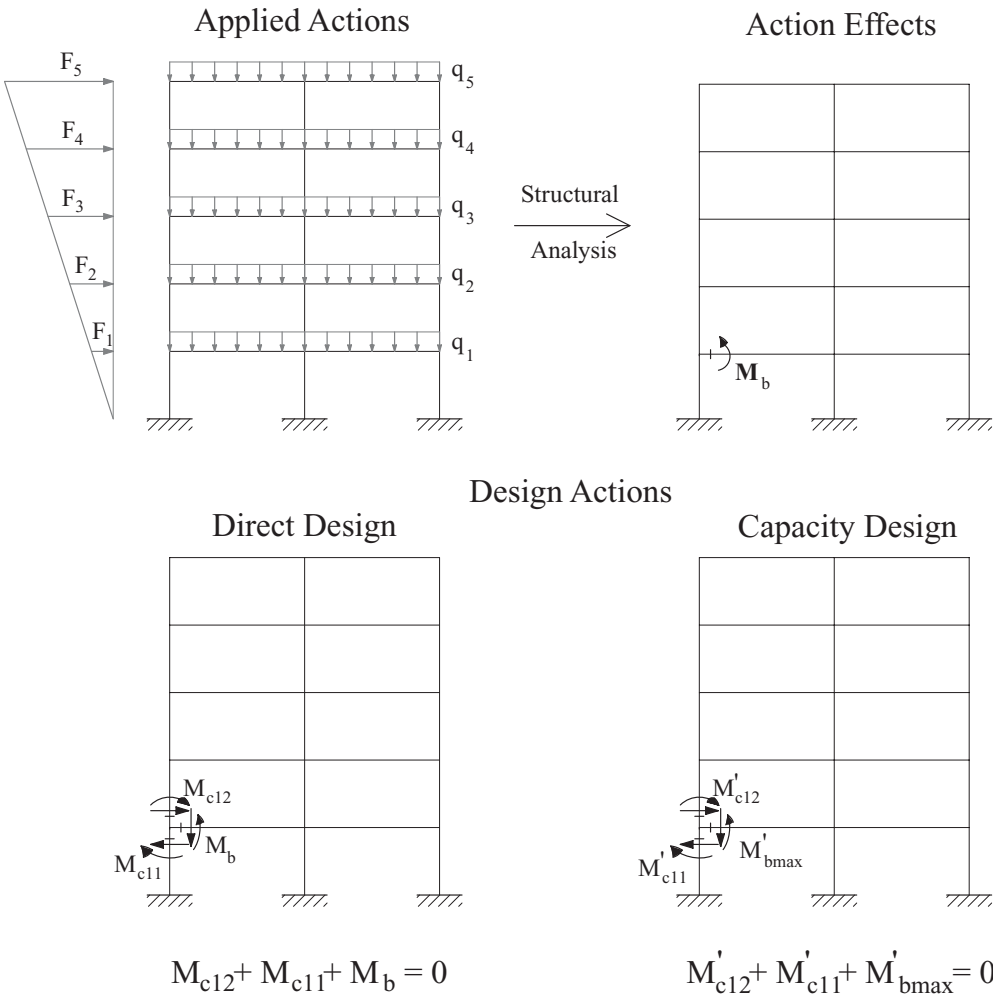 Applied Actions
Action Effects
F5
q5
F4
q4
F3
q3
F2
q2
F1
q1
Structural
Analysis
Mb
Design Actions
Direct Design
Capacity Design
Mc12
Mb
Mc11
M'c12
M'bmax
M'c11
Mc12+ Mc11+ Mb = 0
M'c12+ M'c11+ M'bmax= 0